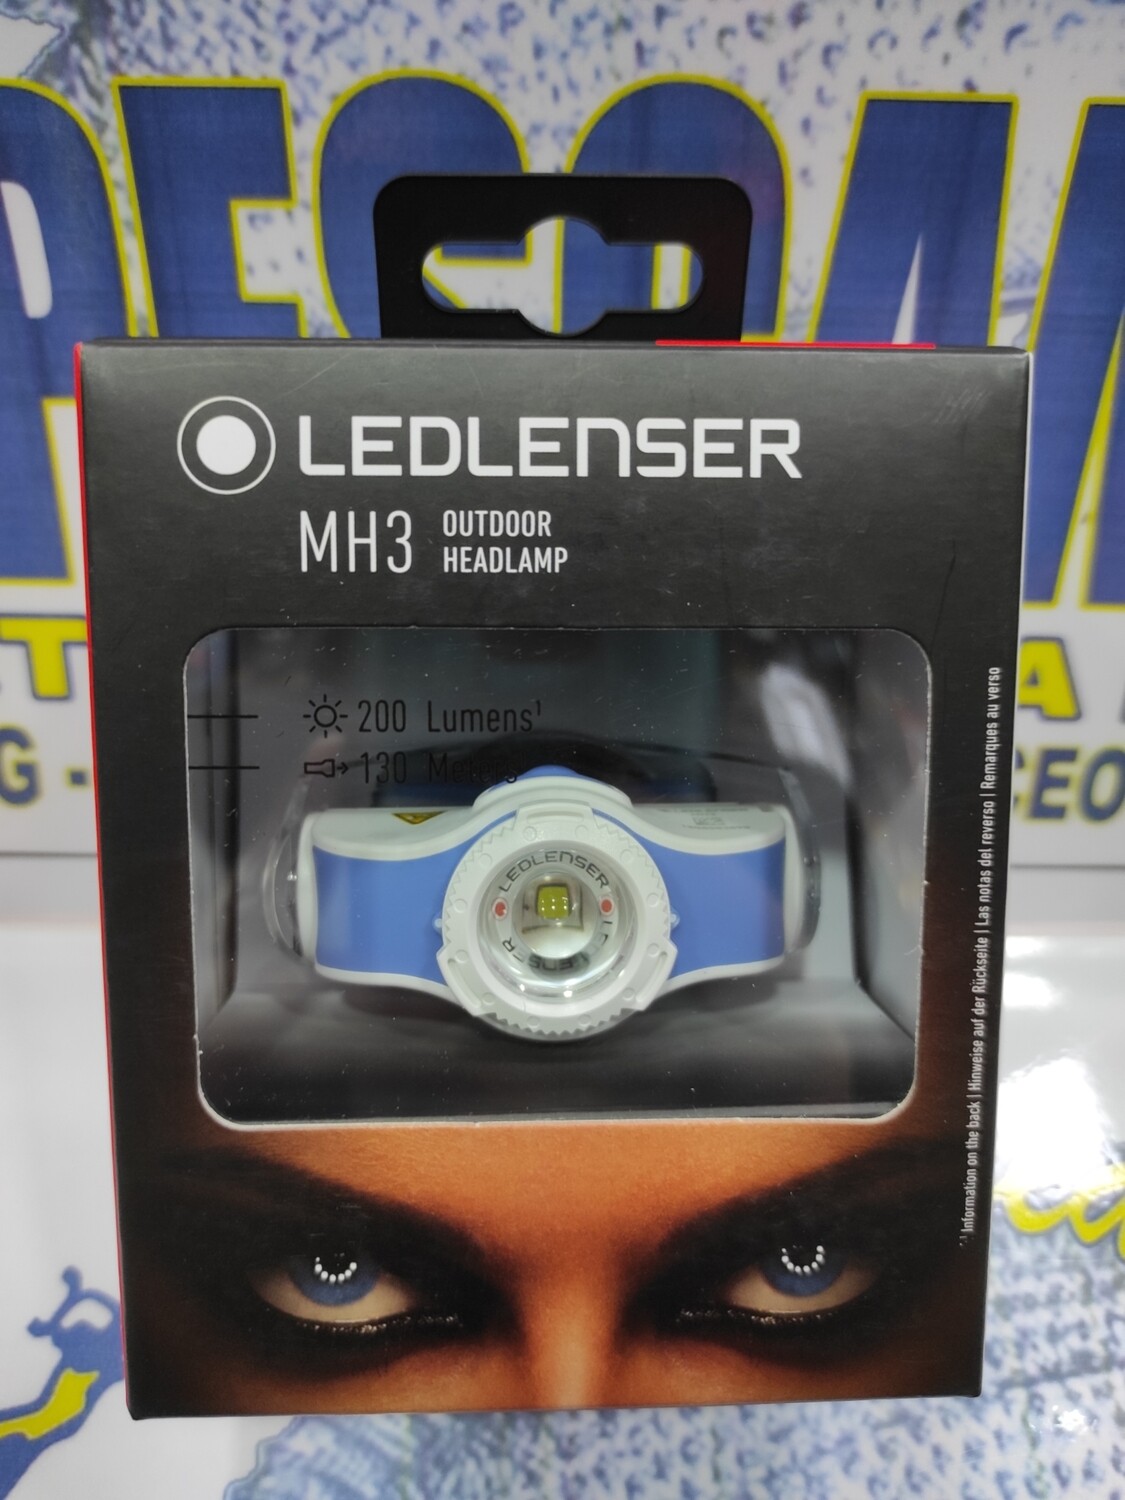 LEDLENSER
MH3 OUTDOOR
HEADLAMP
200 Lumens¹
130 Meters
LEDLENSER
¹⁾ Information on the back | Hinweise auf der Rückseite | Las notas del reverso | Remarques au verso